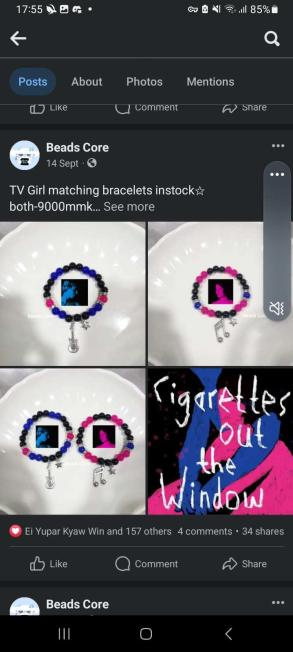 17:55
85%
Posts
About
Photos
Mentions
Like
Comment
Share
Beads Core
14 Sept ·
TV Girl matching bracelets instock☆
both-9000mmk... See more
Cigarettes
out
the
Window
Ei Yupar Kyaw Win and 157 others
4 comments • 34 shares
Like
Comment
Share
Beads Core